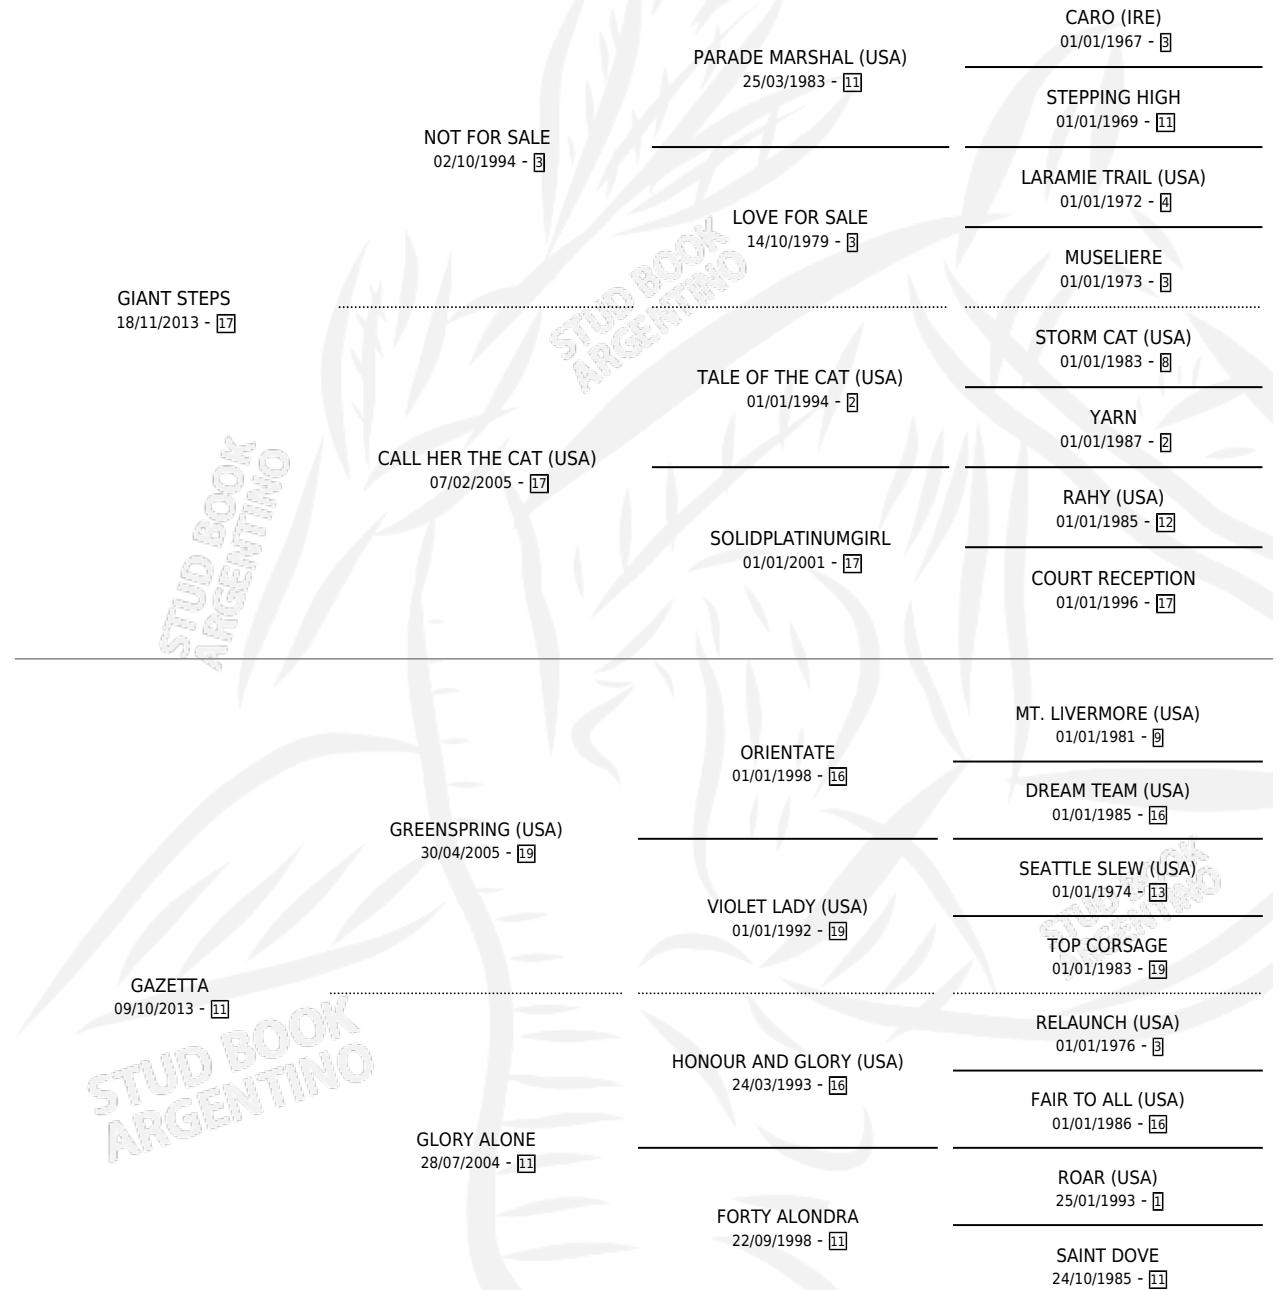 CARO (IRE)
01/01/1967 - 3
PARADE MARSHAL (USA)
25/03/1983 - 11
STEPPING HIGH
01/01/1969 - 11
NOT FOR SALE
02/10/1994 - 3
LARAMIE TRAIL (USA)
01/01/1972 - 4
LOVE FOR SALE
14/10/1979 - 3
MUSELIERE
01/01/1973 - 3
GIANT STEPS
18/11/2013 - 17
STUD BOOK
ARGENTINO
STORM CAT (USA)
01/01/1983 - 8
TALE OF THE CAT (USA)
01/01/1994 - 2
YARN
01/01/1987 - 2
CALL HER THE CAT (USA)
07/02/2005 - 17
RAHY (USA)
01/01/1985 - 12
SOLIDPLATINUMGIRL
01/01/2001 - 17
COURT RECEPTION
01/01/1996 - 17
STUD BOOK
ARGENTINO
MT. LIVERMORE (USA)
01/01/1981 - 9
ORIENTATE
01/01/1998 - 16
DREAM TEAM (USA)
01/01/1985 - 16
GREENSPRING (USA)
30/04/2005 - 19
SEATTLE SLEW (USA)
01/01/1974 - 13
VIOLET LADY (USA)
01/01/1992 - 19
STUD BOOK
ARGENTINO
TOP CORSAGE
01/01/1983 - 19
GAZETTA
09/10/2013 - 11
STUD BOOK
ARGENTINO
RELAUNCH (USA)
01/01/1976 - 3
HONOUR AND GLORY (USA)
24/03/1993 - 16
FAIR TO ALL (USA)
01/01/1986 - 16
GLORY ALONE
28/07/2004 - 11
ROAR (USA)
25/01/1993 - 1
FORTY ALONDRA
22/09/1998 - 11
SAINT DOVE
24/10/1985 - 11